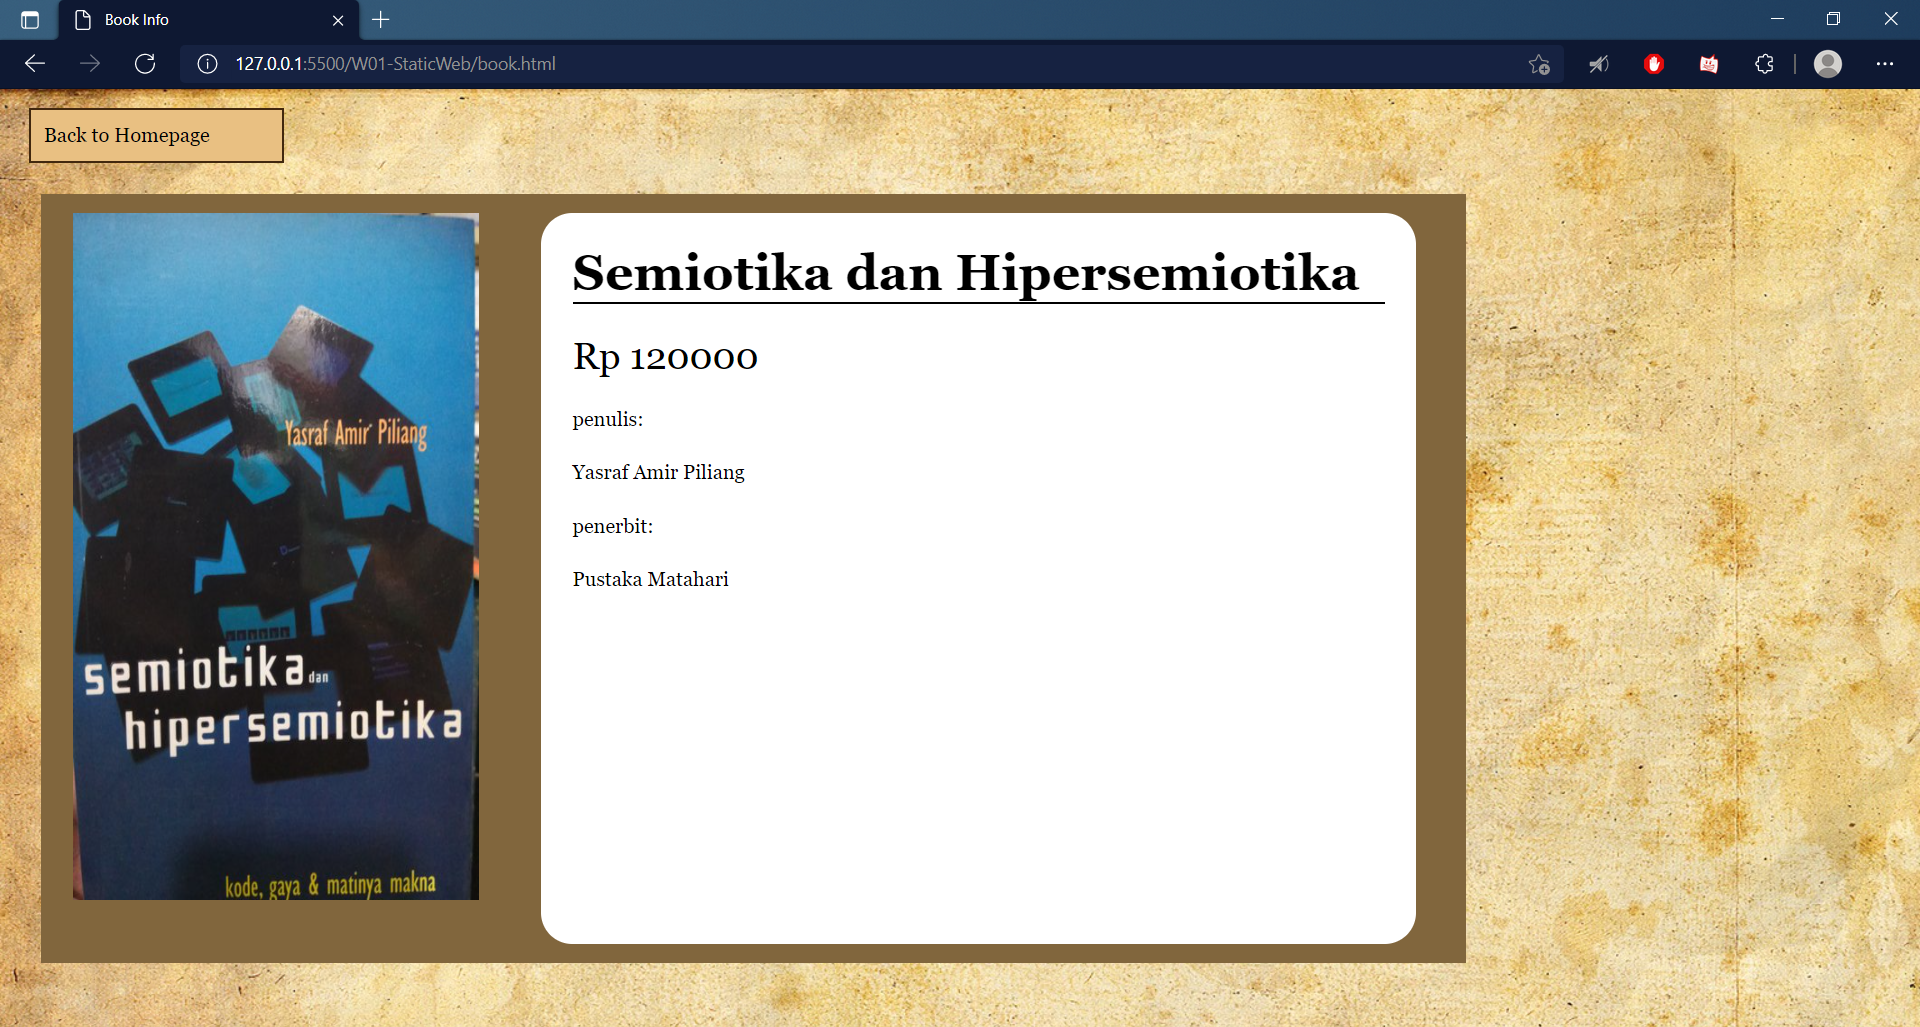 Book Info
127.0.0.1:5500/W01-StaticWeb/book.html
Back to Homepage
Yasraf Amir Piliang
semiotika dan
hipersemiotika
kode, gaya & matinya makna
Semiotika dan Hipersemiotika
Rp 120000
penulis:
Yasraf Amir Piliang
penerbit:
Pustaka Matahari